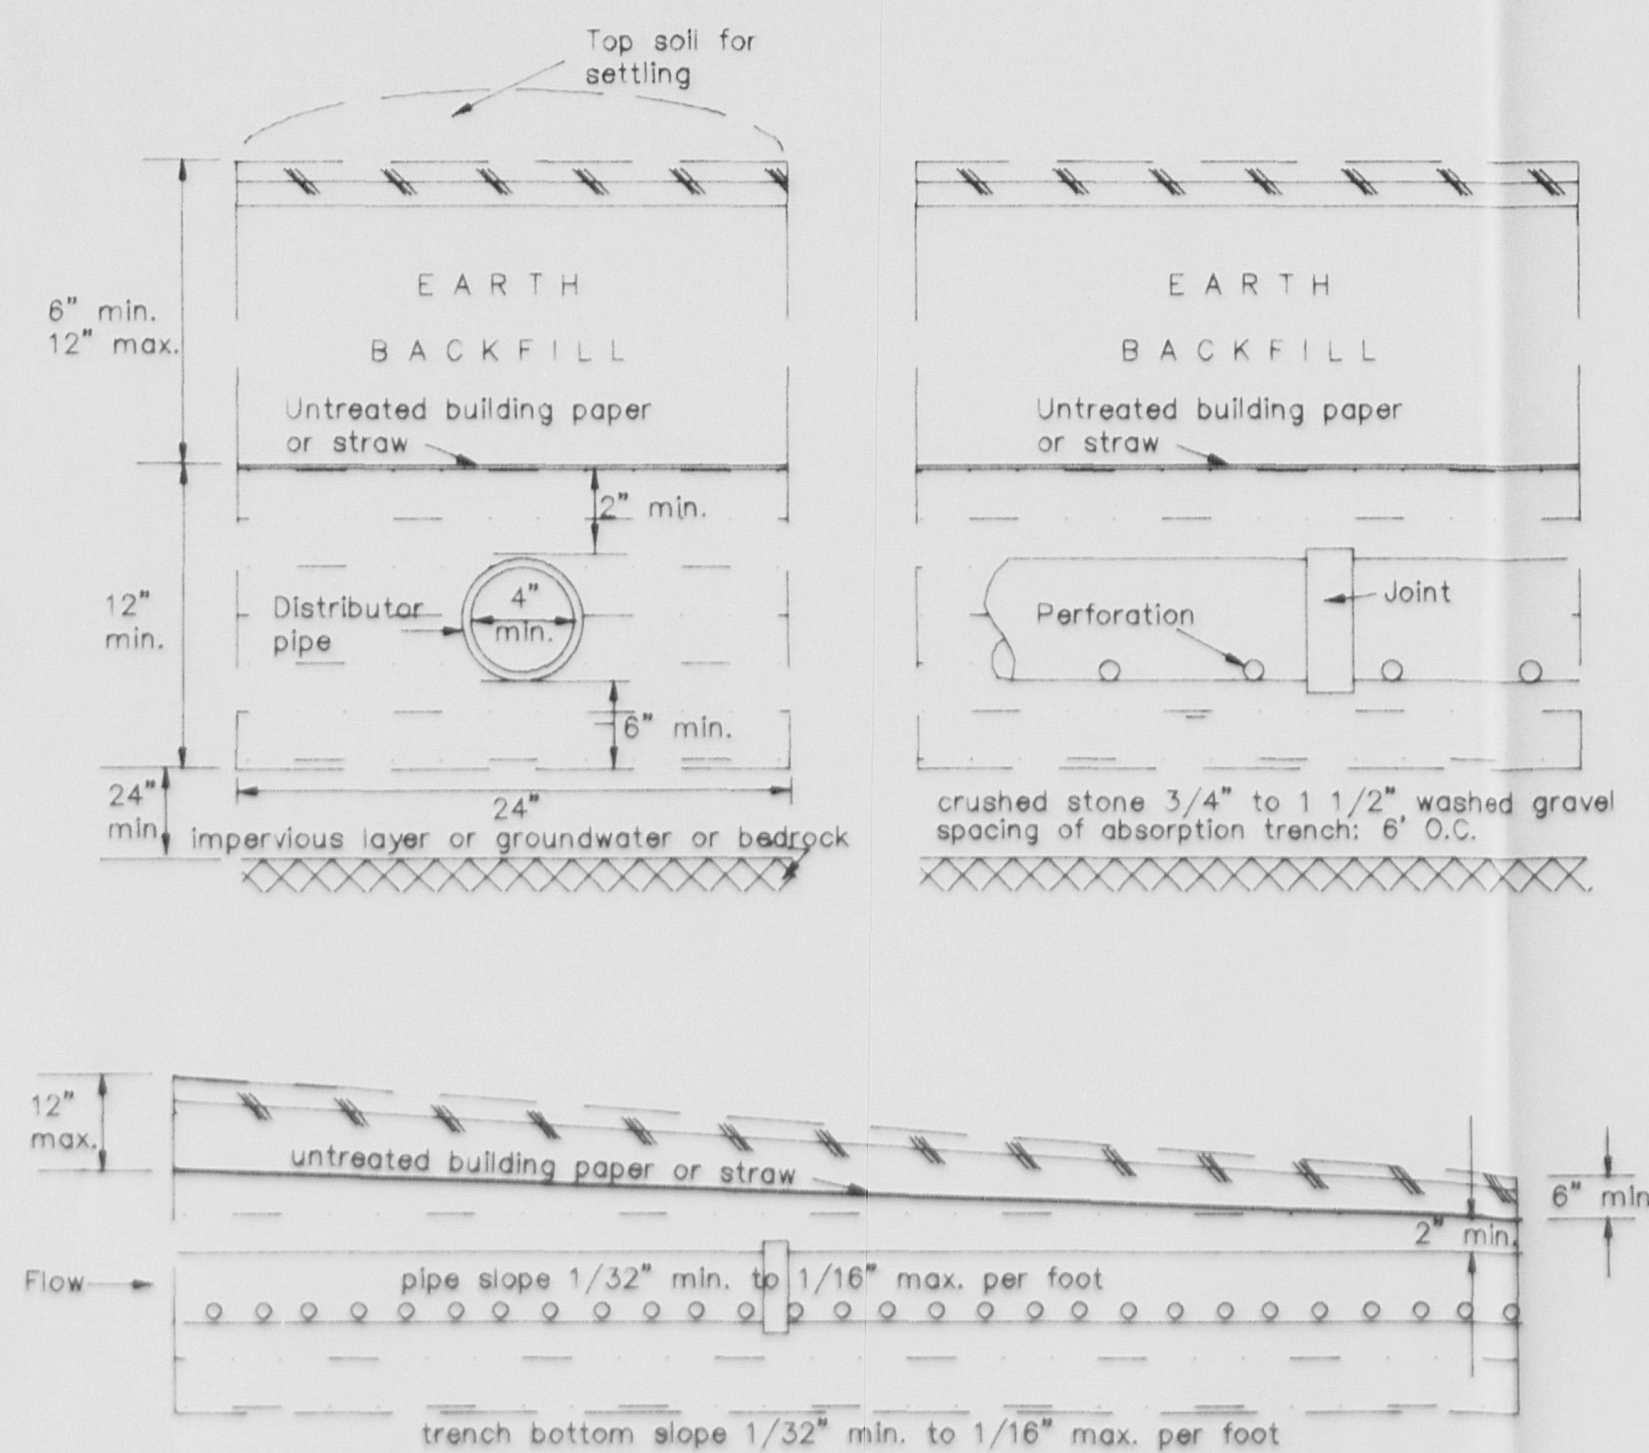 Top soil for
settling
6" min.
12" max.
EARTH
BACKFILL
Untreated building paper
or straw
2" min.
12"
min.
Distributor
pipe
4"
min.
6" min.
24"
min
24"
impervious layer or groundwater or bedrock
EARTH
BACKFILL
Untreated building paper
or straw
Perforation
Joint
crushed stone 3/4" to 1 1/2" washed gravel
spacing of absorption trench: 6' O.C.
12"
max.
untreated building paper or straw
6" min
2" min.
Flow
pipe slope 1/32" min. to 1/16" max. per foot
trench bottom slope 1/32" min. to 1/16" max. per foot